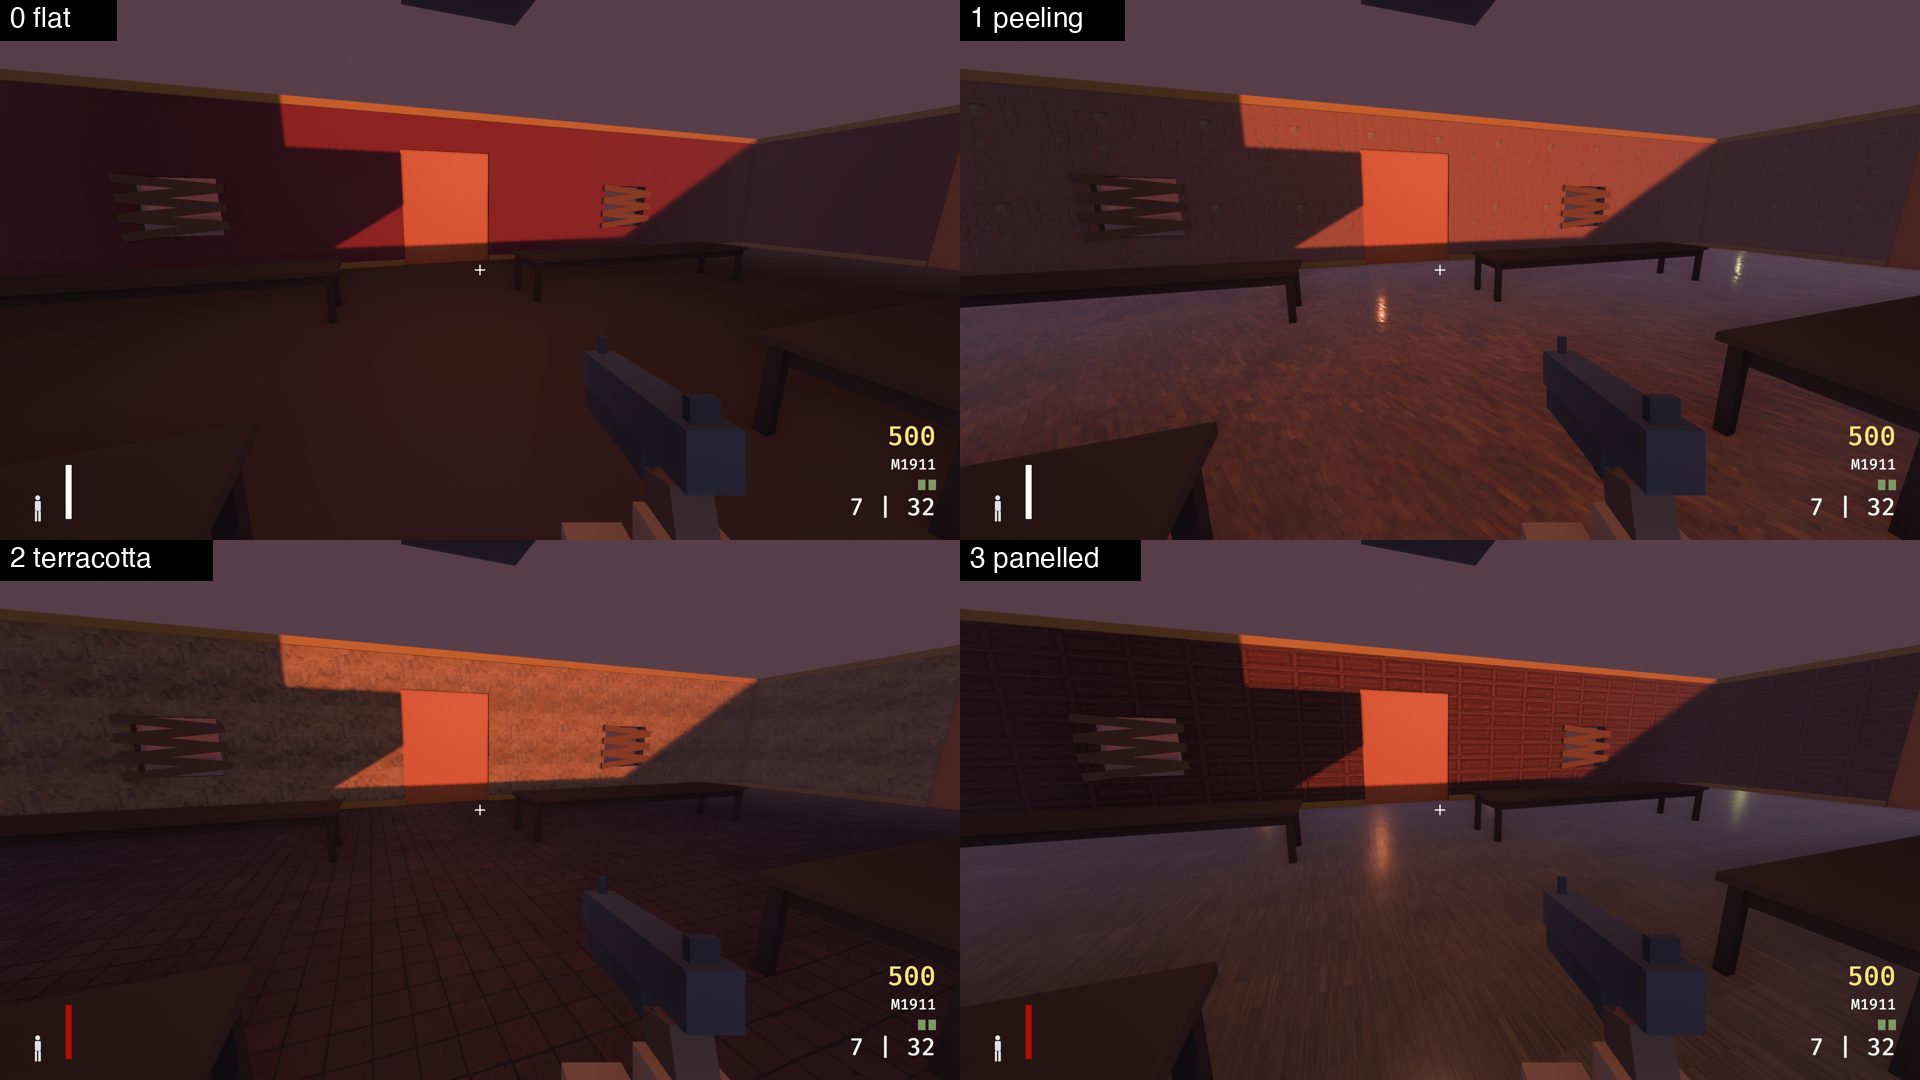 0 flat
500
M1911
7 | 32
1 peeling
500
M1911
7 | 32
2 terracotta
500
M1911
7 | 32
3 panelled
500
M1911
7 | 32